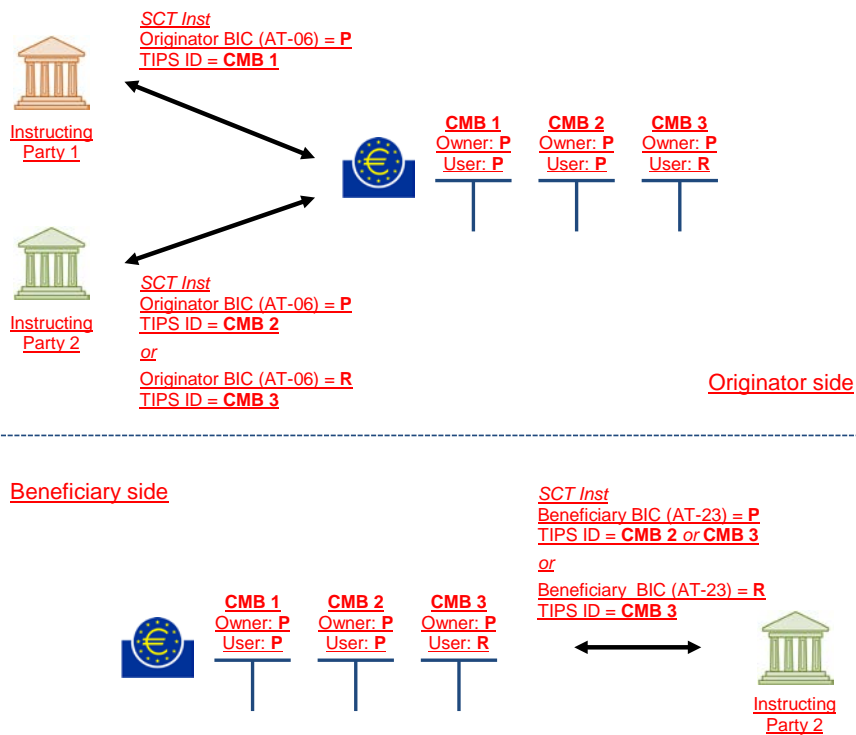 SCT Inst
Originator BIC (AT-06) = P
TIPS ID = CMB 1
Instructing
Party 1
CMB 1
Owner: P
User: P
CMB 2
Owner: P
User: P
CMB 3
Owner: P
User: R
€
Instructing
Party 2
SCT Inst
Originator BIC (AT-06) = P
TIPS ID = CMB 2
or
Originator BIC (AT-06) = R
TIPS ID = CMB 3
Originator side
Beneficiary side
SCT Inst
Beneficiary BIC (AT-23) = P
TIPS ID = CMB 2 or CMB 3
or
Beneficiary BIC (AT-23) = R
TIPS ID = CMB 3
€
CMB 1
Owner: P
User: P
CMB 2
Owner: P
User: P
CMB 3
Owner: P
User: R
Instructing
Party 2